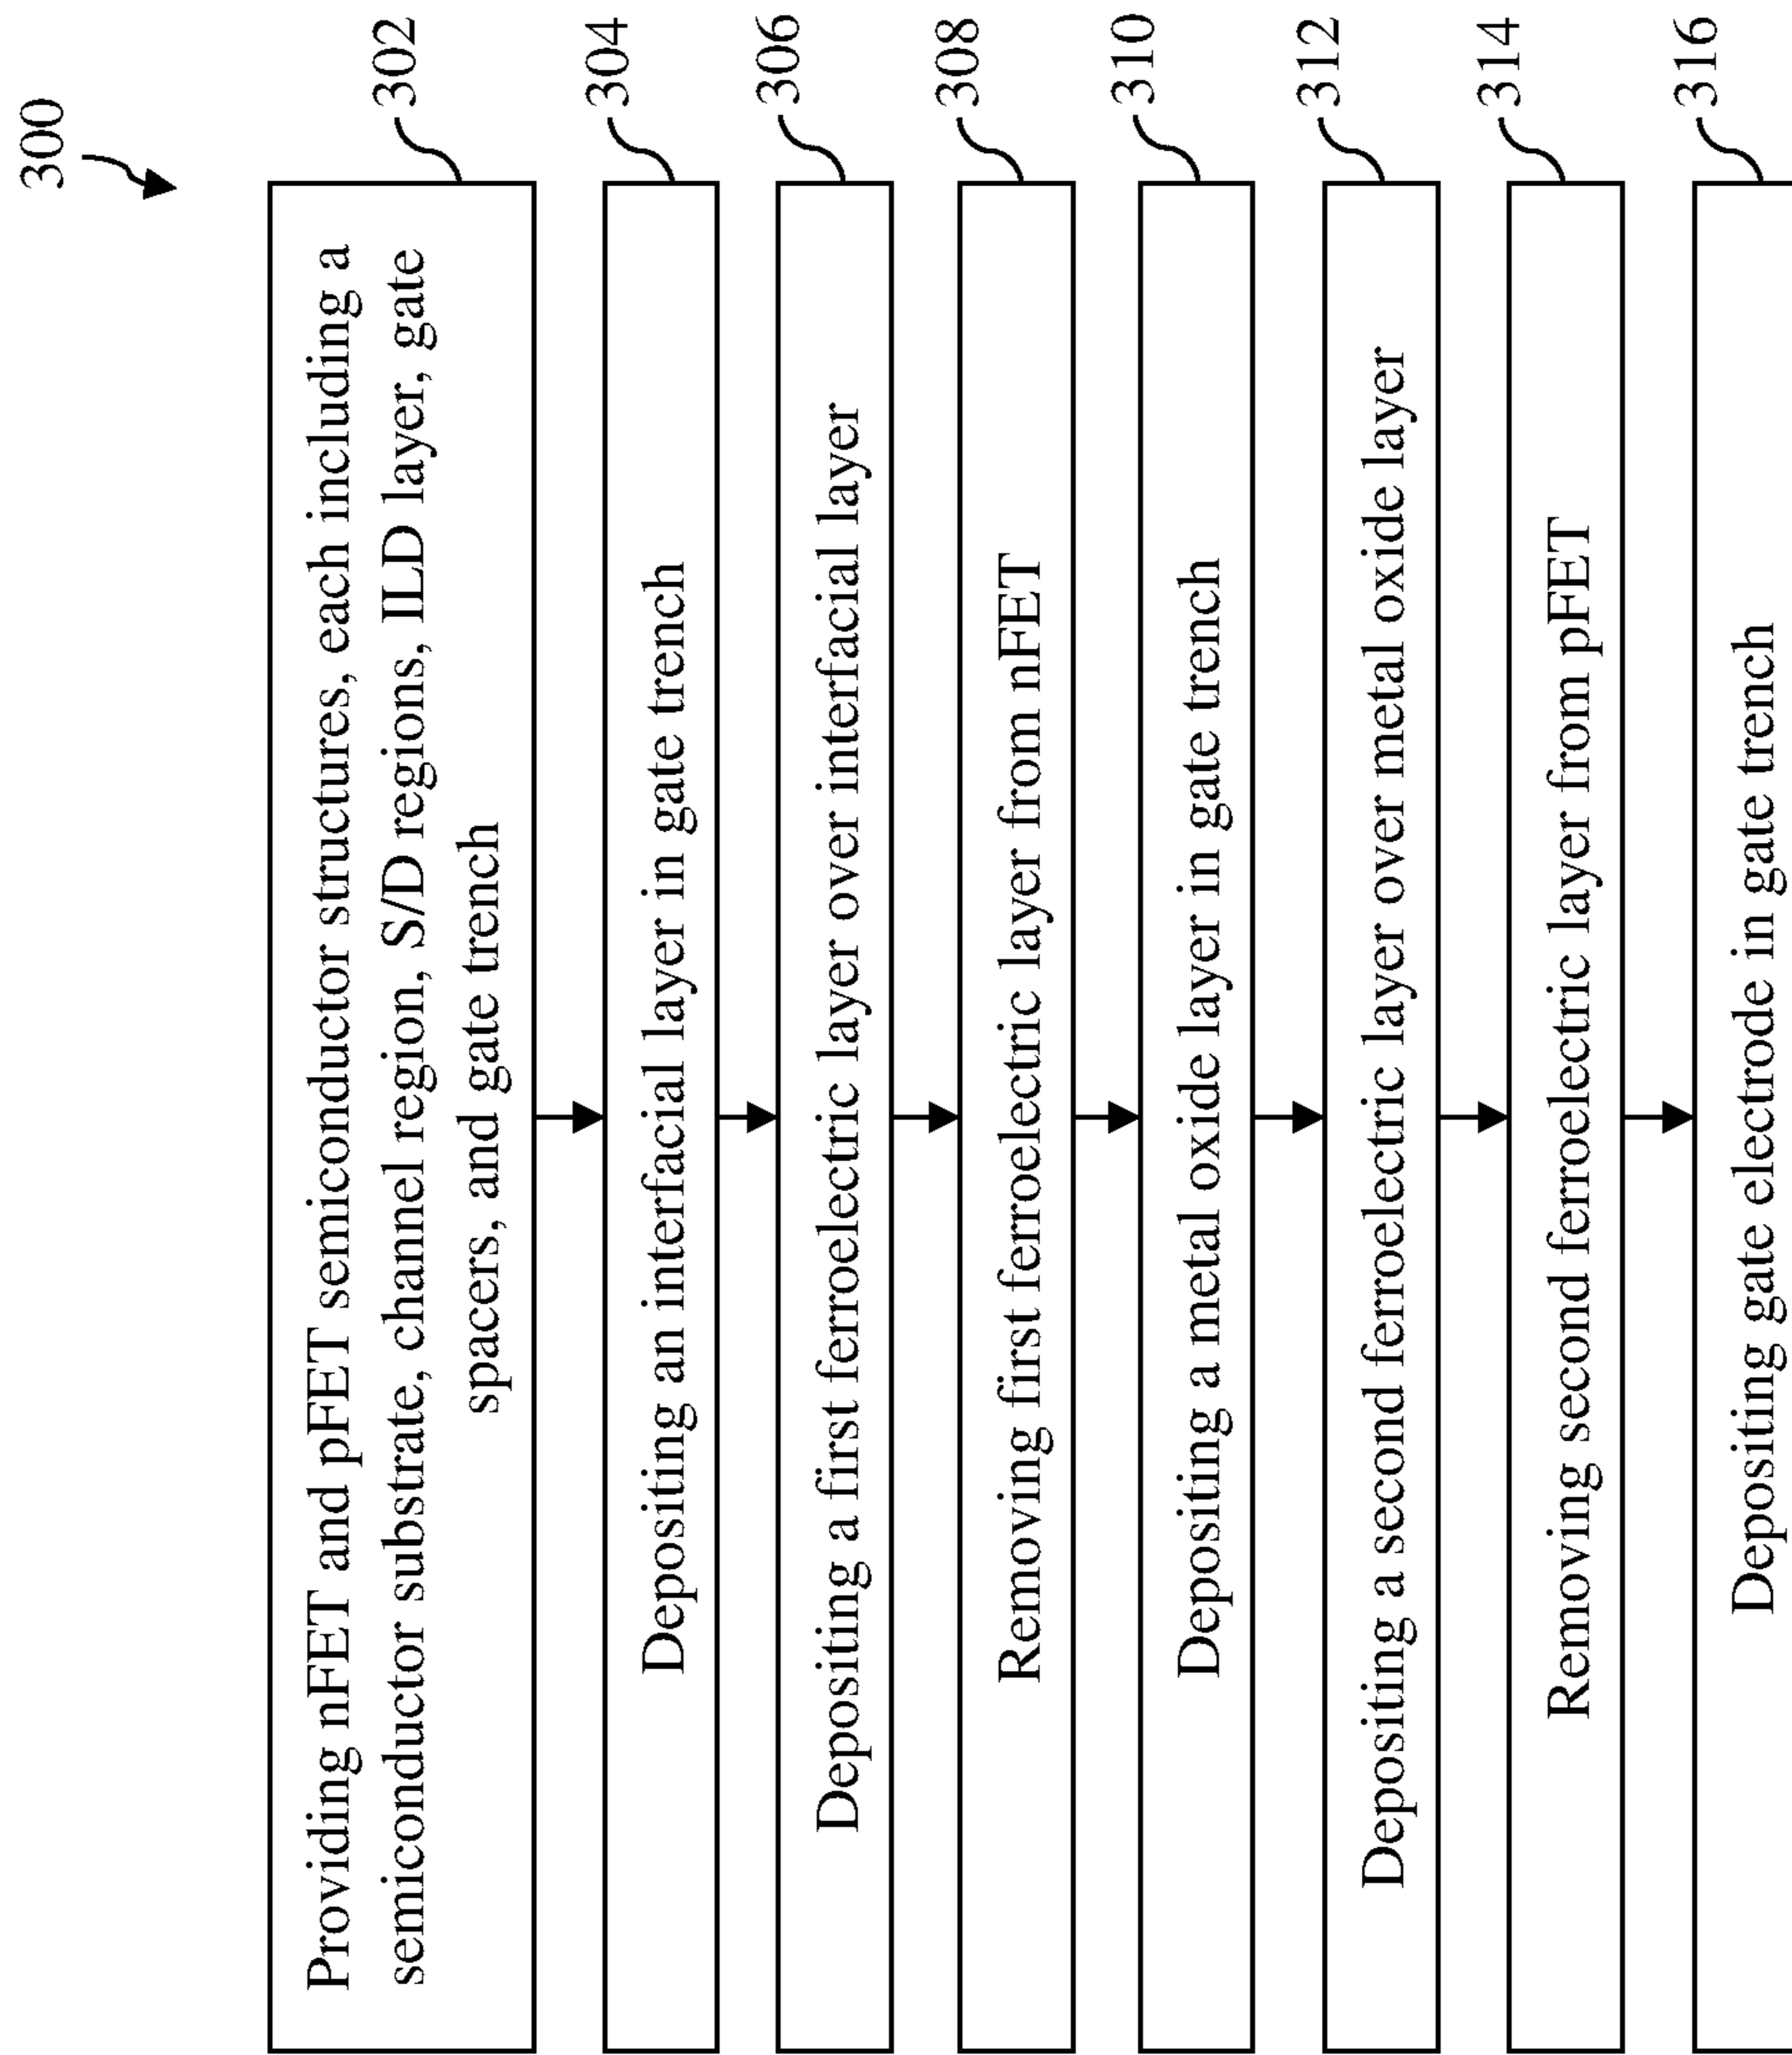 300
Providing nFET and pFET semiconductor structures, each including a
semiconductor substrate, channel region, S/D regions, ILD layer, gate
spacers, and gate trench
302
Depositing an interfacial layer in gate trench
304
Depositing a first ferroelectric layer over interfacial layer
306
Removing first ferroelectric layer from nFET
308
Depositing a metal oxide layer in gate trench
310
Depositing a second ferroelectric layer over metal oxide layer
312
Removing second ferroelectric layer from pFET
314
Depositing gate electrode in gate trench
316